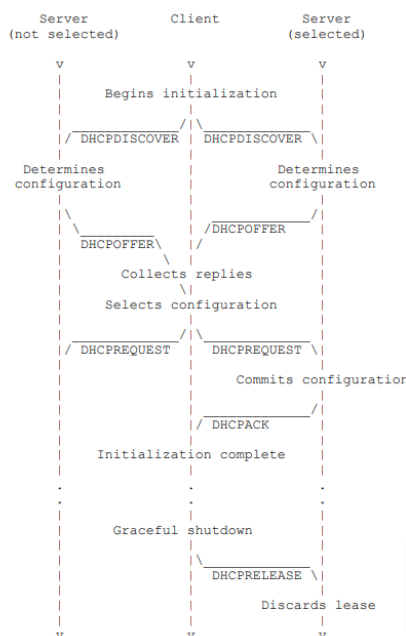 Server Client Server
(not selected) (selected)
v v v
Begins initialization
DHCPDISCOVER DHCPDISCOVER
Determines Determines
configuration configuration
DHCPOFFER
DHCPOFFER
Collects replies
Selects configuration
DHCPREQUEST DHCPREQUEST
Commits configuration
DHCPACK
Initialization complete
. . .
. . .
Graceful shutdown
DHCPRELEASE
Discards lease
v v v